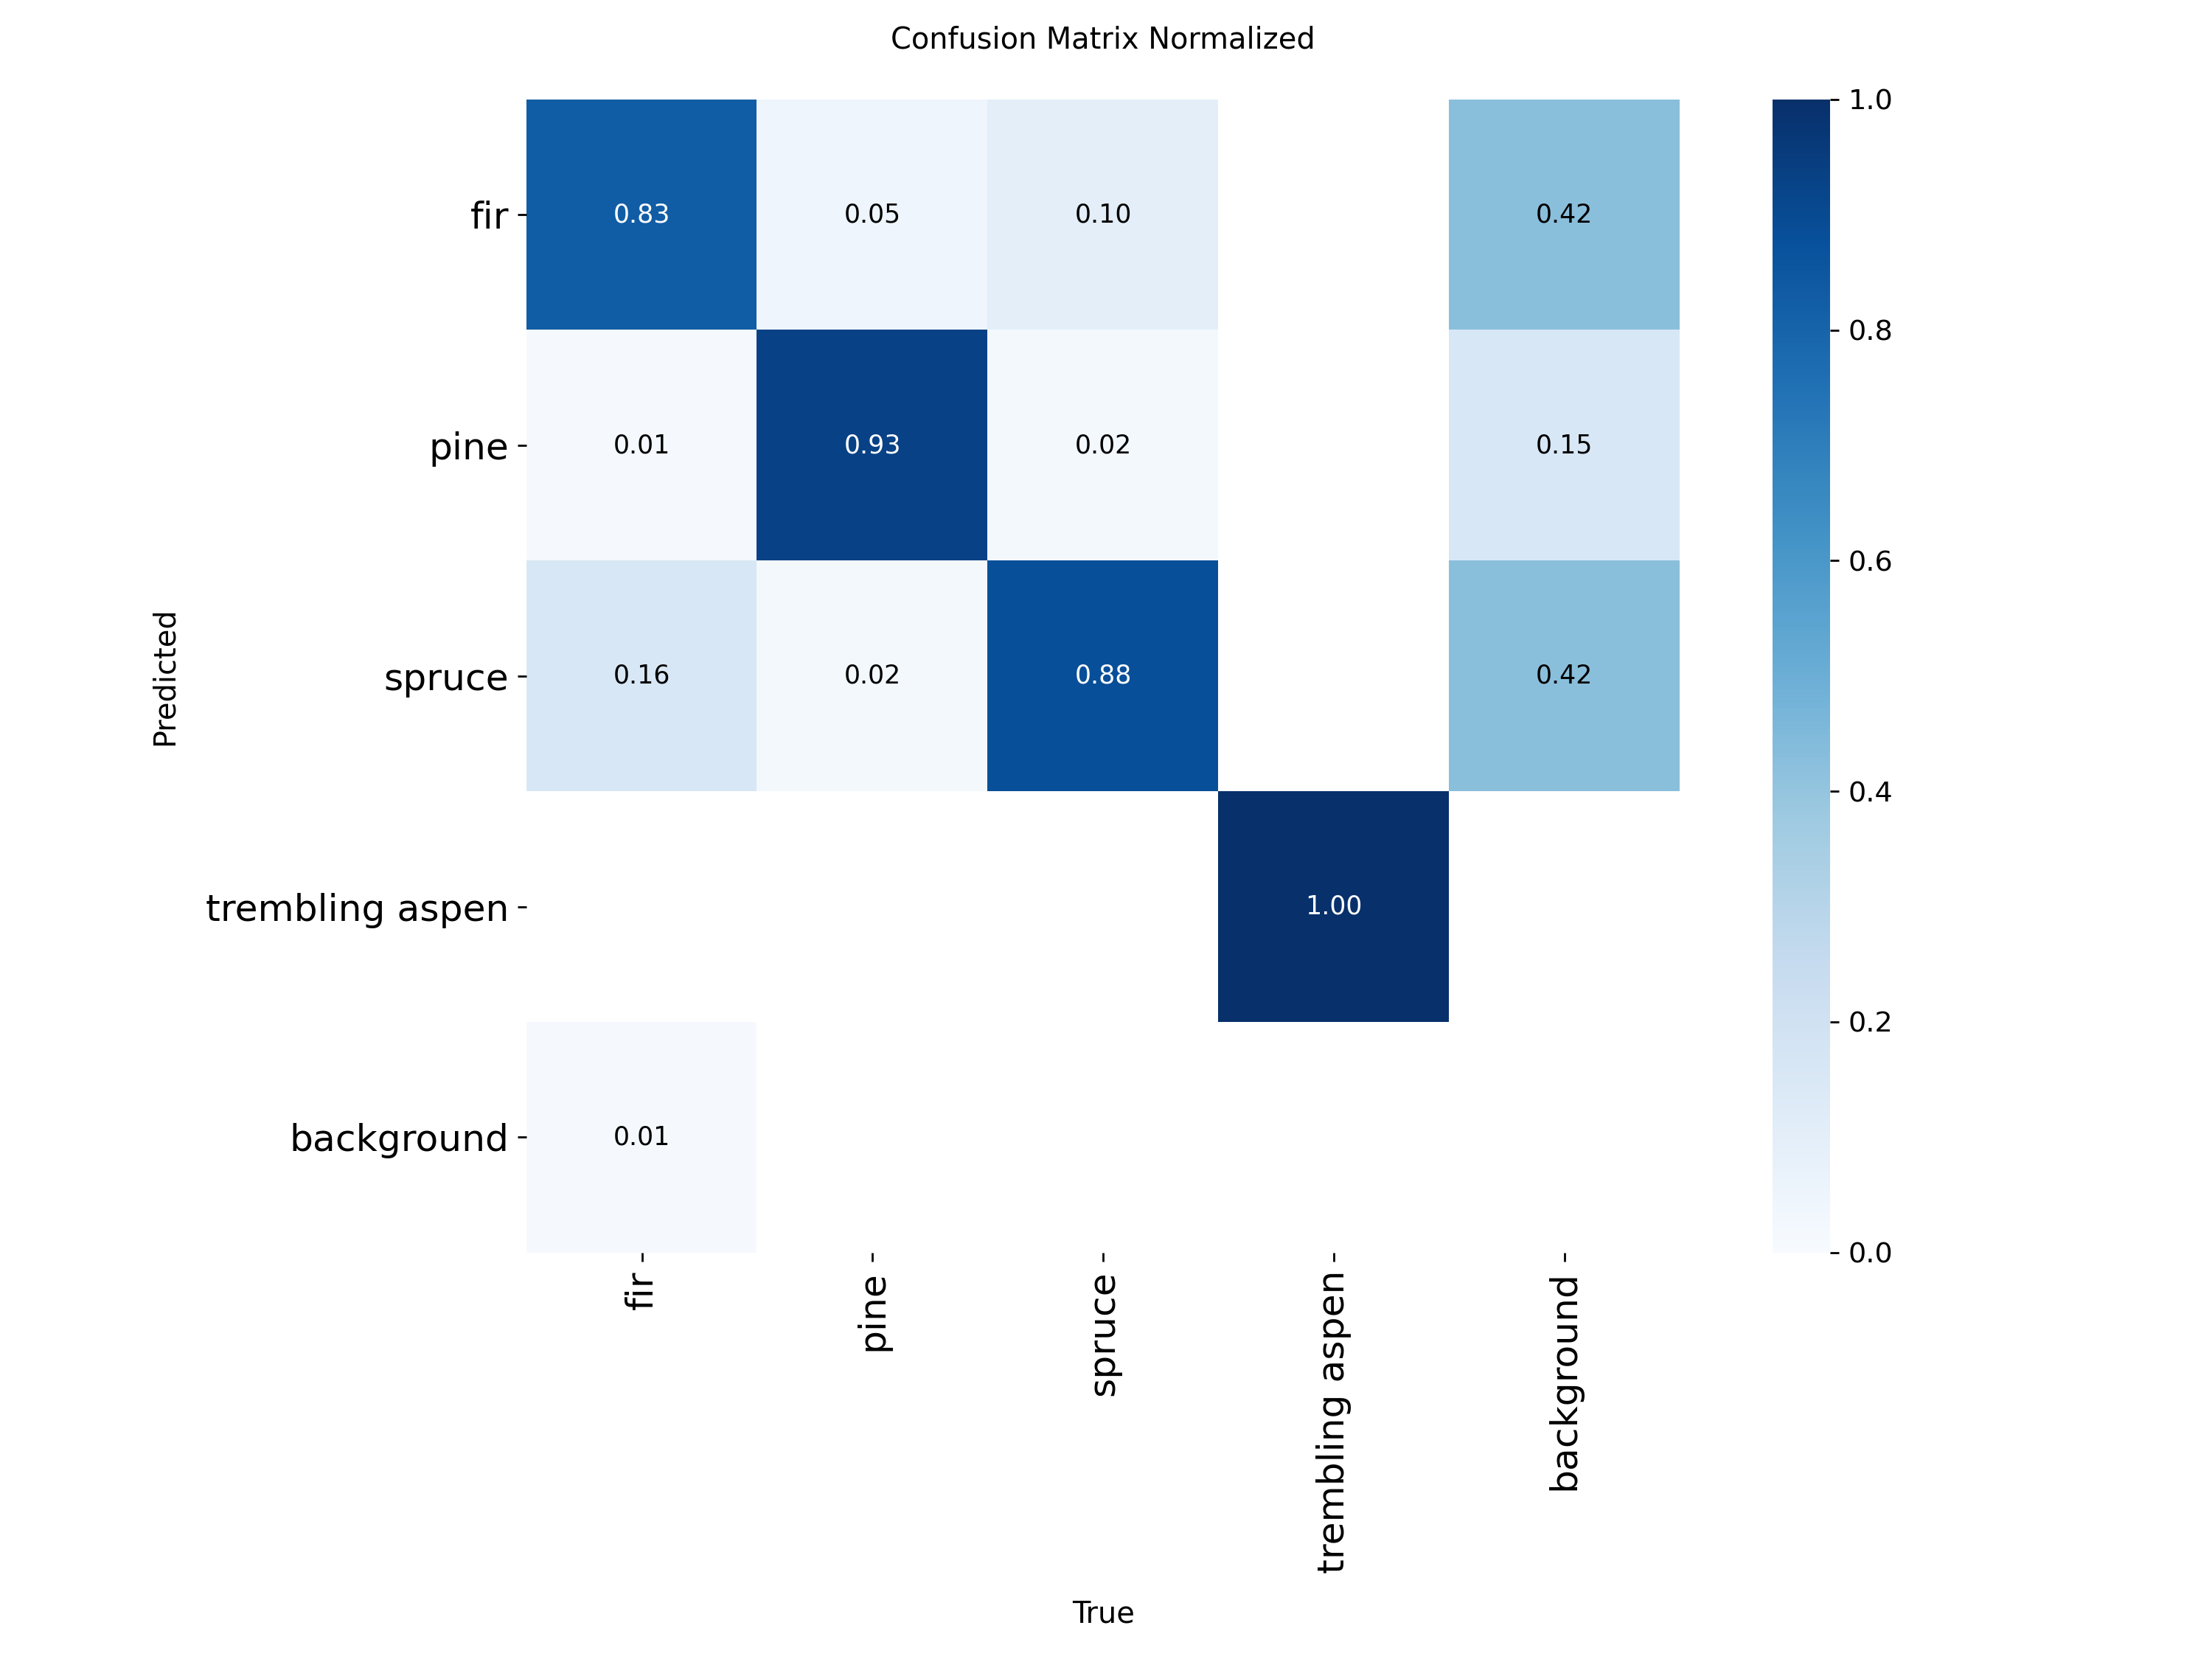 Confusion Matrix Normalized
fir
0.83
0.05
0.10
0.42
pine
0.01
0.93
0.02
0.15
spruce
0.16
0.02
0.88
0.42
trembling aspen
1.00
background
0.01
Predicted
fir
pine
spruce
trembling aspen
background
True
1.0
0.8
0.6
0.4
0.2
0.0